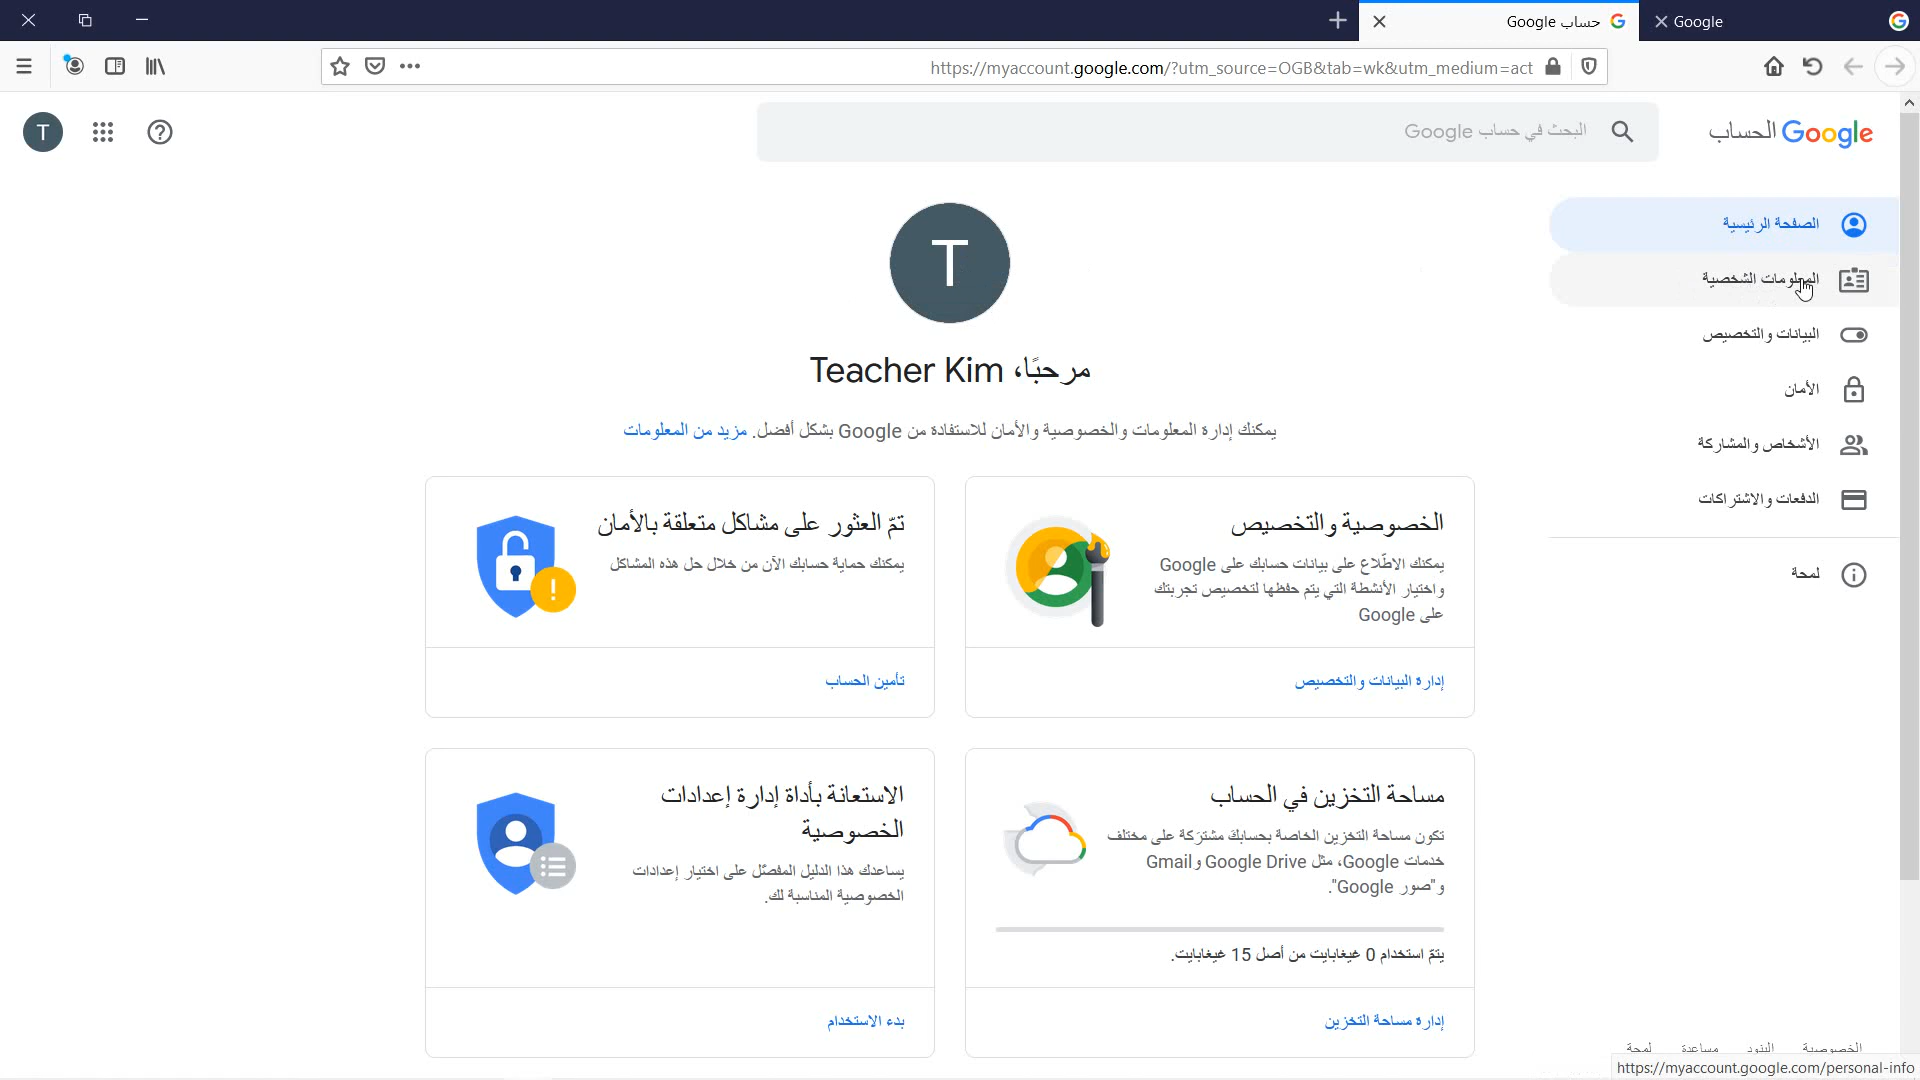 Google
حساب Google
https://myaccount.google.com/?utm_source=OGB&tab=wk&utm_medium=act
Google الحساب
البحث في حساب Google
T
الصفحة الرئيسية
المعلومات الشخصية
البيانات والتخصيص
الأمان
الأشخاص والمشاركة
الدفعات والاشتراكات
لمحة
T
مرحبًا، Teacher Kim
يمكنك إدارة المعلومات والخصوصية والأمان للاستفادة من Google بشكل أفضل. مزيد من المعلومات
الخصوصية والتخصيص
يمكنك الاطّلاع على بيانات حسابك على Google
واختيار الأنشطة التي يتم حفظها لتخصيص تجربتك
على Google
إدارة البيانات والتخصيص
تمّ العثور على مشاكل متعلقة بالأمان
يمكنك حماية حسابك الآن من خلال حل هذه المشاكل
تأمين الحساب
مساحة التخزين في الحساب
تكون مساحة التخزين الخاصة بحسابك مشتركة على مختلف
خدمات Google، مثل Google Drive وGmail
و"صور Google".
يتمّ استخدام 0 غيغابايت من أصل 15 غيغابايت.
إدارة مساحة التخزين
الاستعانة بأداة إدارة إعدادات
الخصوصية
يساعدك هذا الدليل المفصّل على اختيار إعدادات
الخصوصية المناسبة لك.
بدء الاستخدام
الخصوصية البنود مساعدة لمحة
https://myaccount.google.com/personal-info